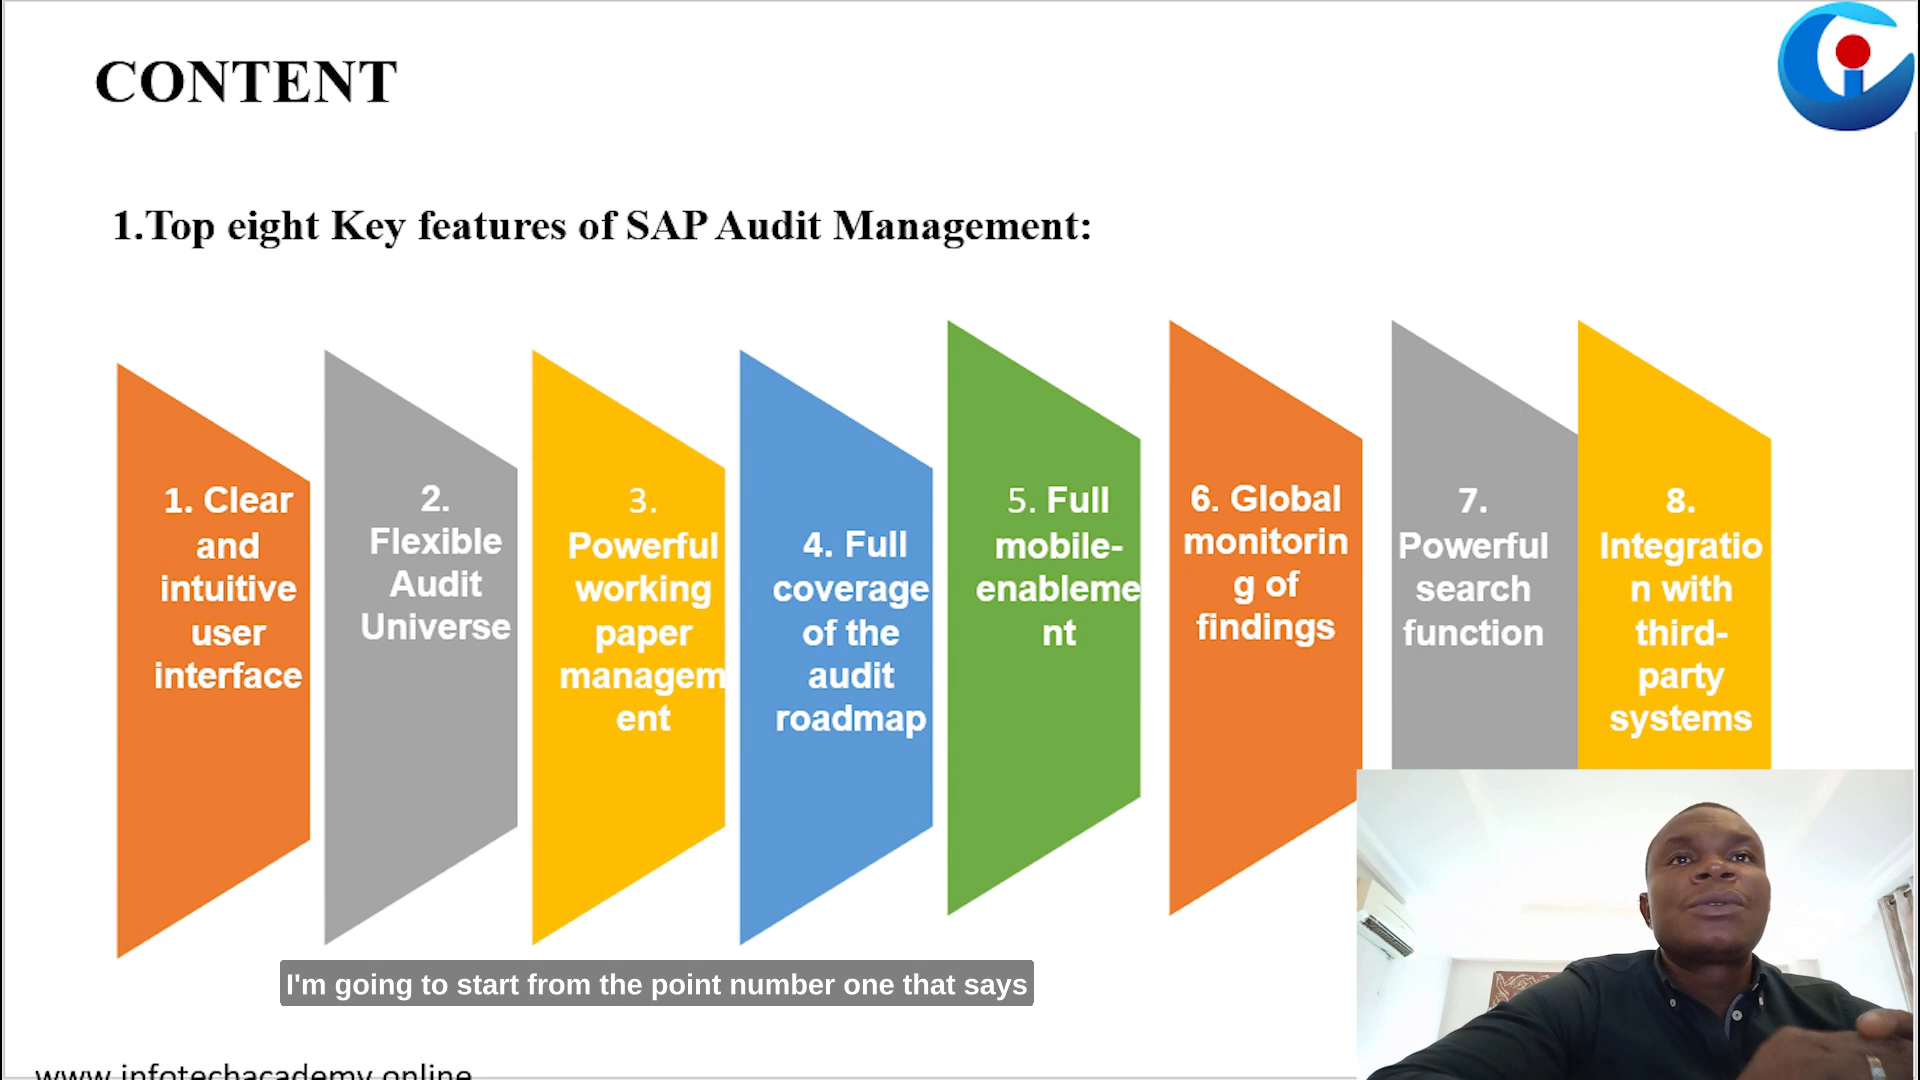 CONTENT
1.Top eight Key features of SAP Audit Management:
1. Clear
and
intuitive
user
interface
2.
Flexible
Audit
Universe
3.
Powerful
working
paper
managem
ent
4. Full
coverage
of the
audit
roadmap
5. Full
mobile-
enableme
nt
6. Global
monitorin
g of
findings
7.
Powerful
search
function
8.
Integratio
n with
third-
party
systems
I'm going to start from the point number one that says
www.infotechacademy.online